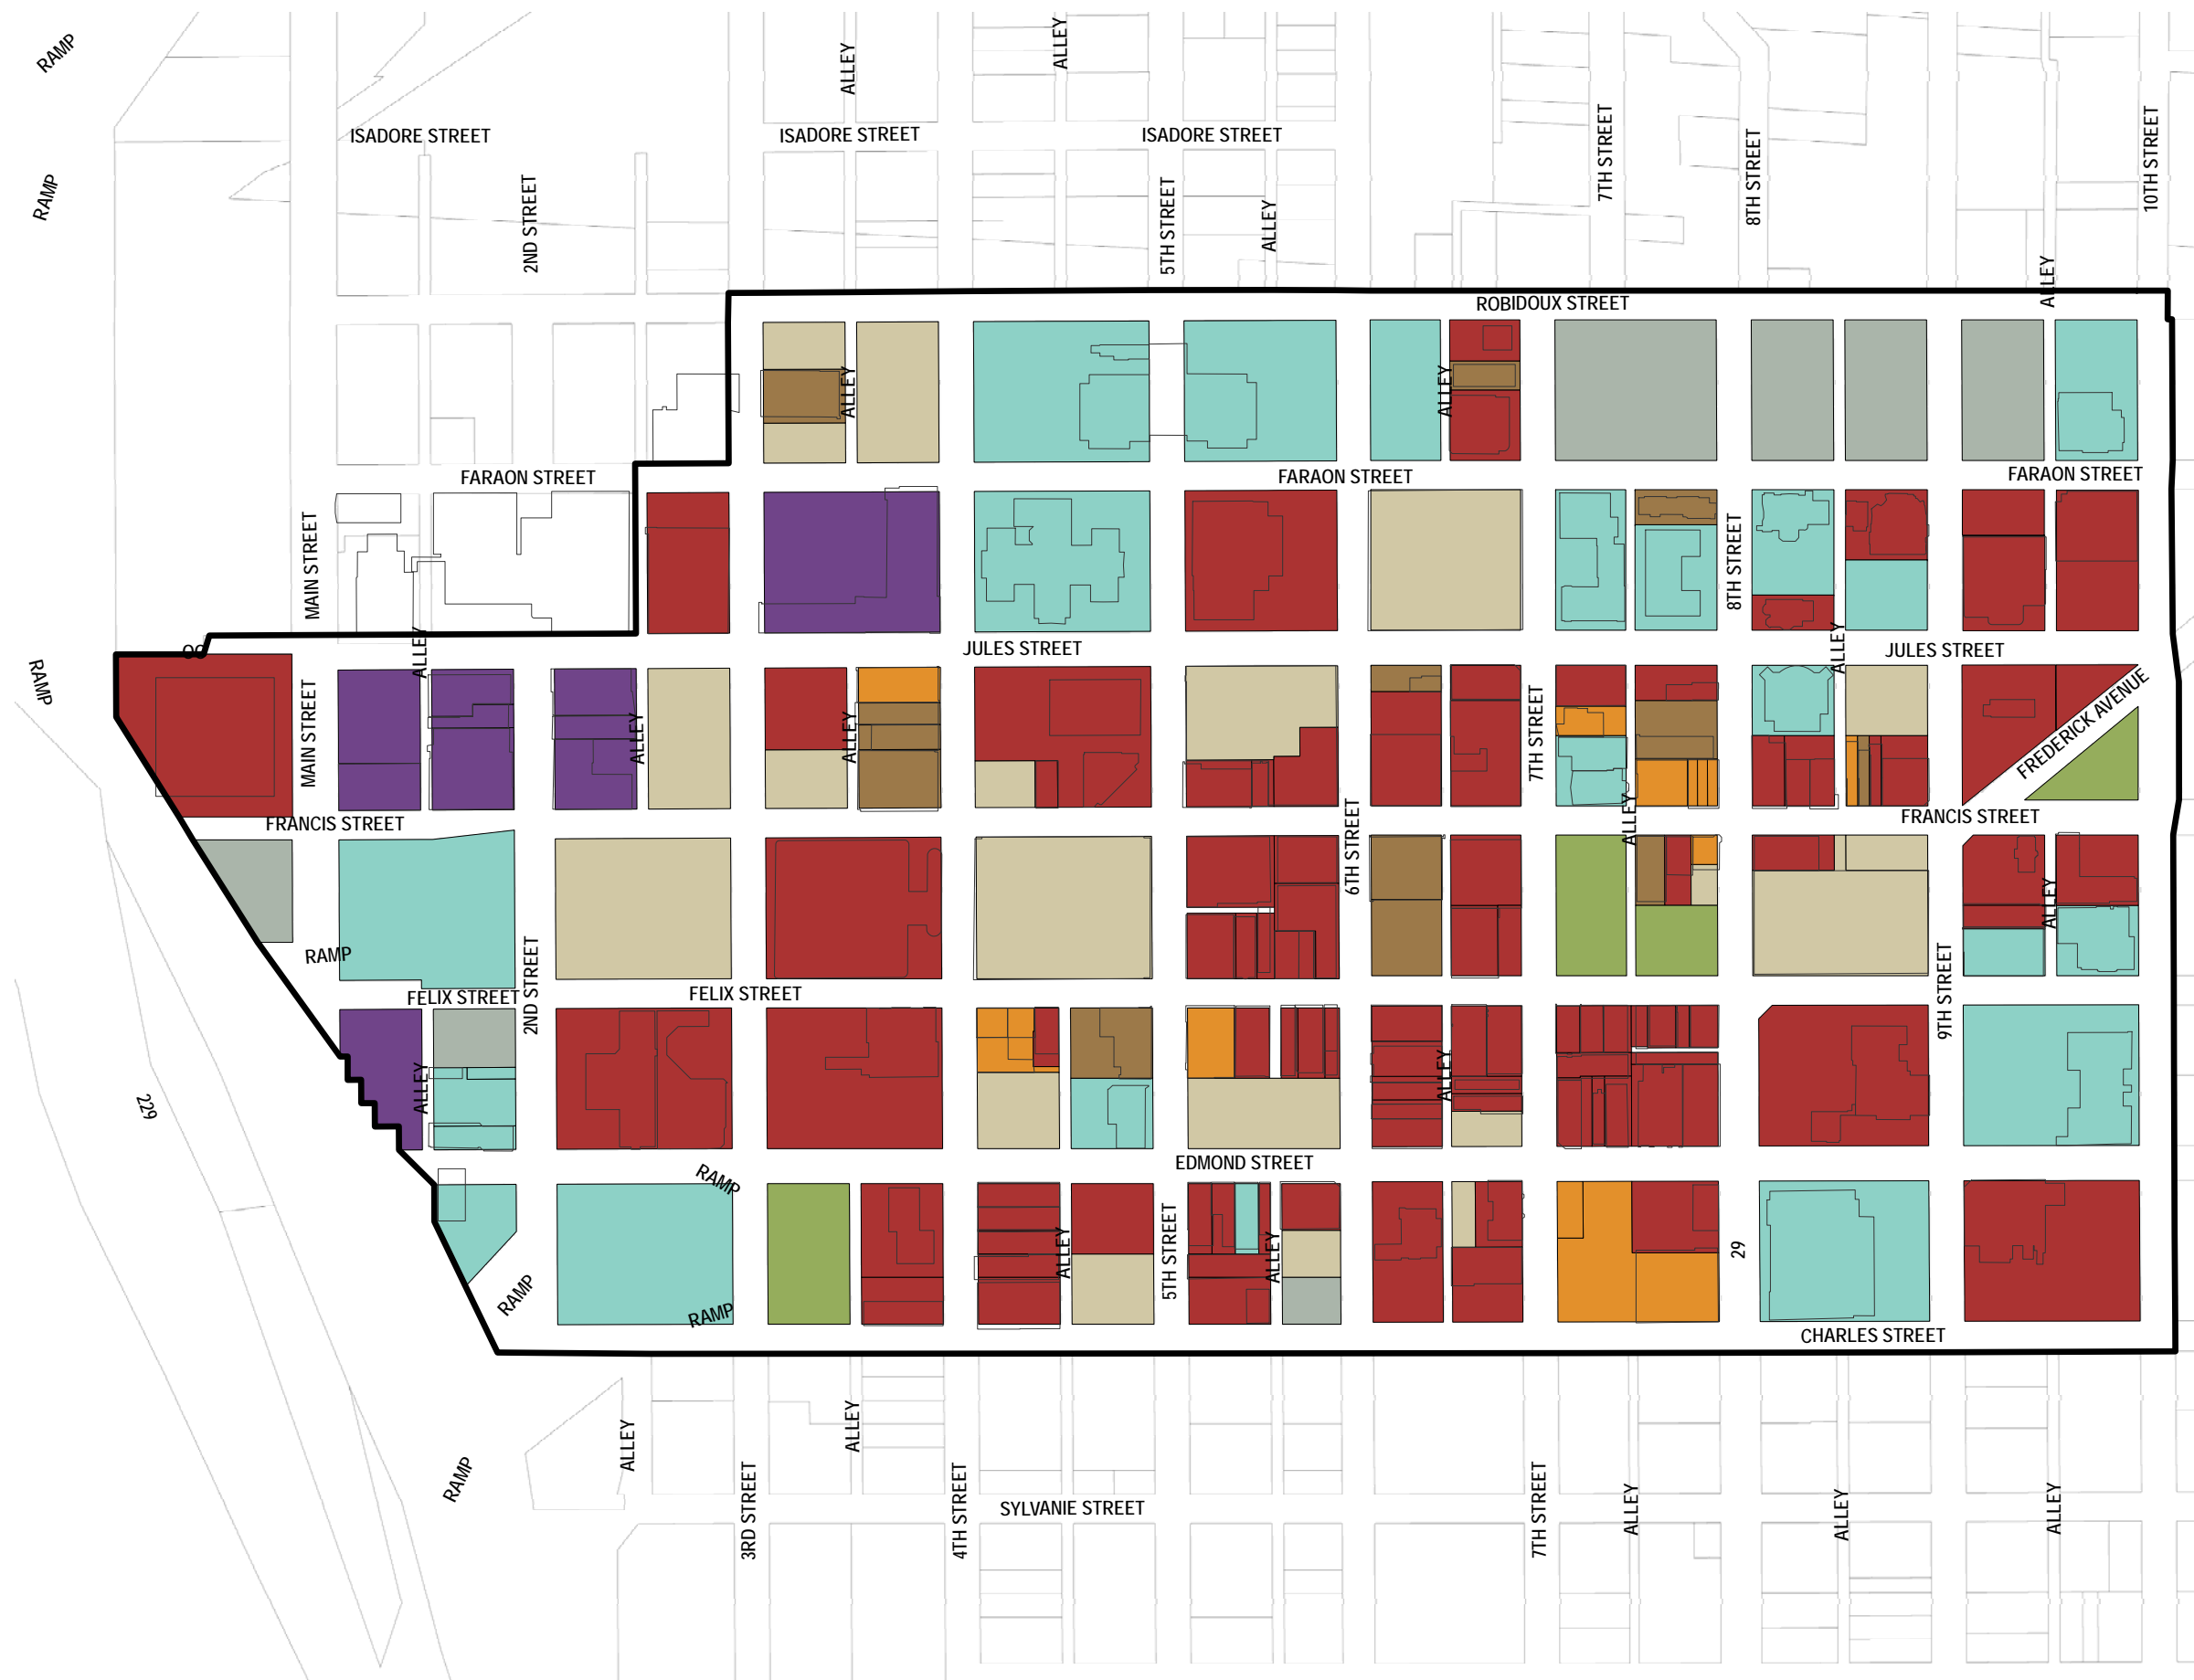 RAMP
ALLEY
ALLEY
ISADORE STREET
ISADORE STREET
ISADORE STREET
7TH STREET
8TH STREET
10TH STREET
RAMP
2ND STREET
5TH STREET
ALLEY
ALLEY
ROBIDOUX STREET
ALLEY
ALLEY
FARAON STREET
FARAON STREET
FARAON STREET
MAIN STREET
8TH STREET
ALLEY
JULES STREET
ALLEY
JULES STREET
RAMP
MAIN STREET
ALLEY
ALLEY
7TH STREET
FREDERICK AVENUE
FRANCIS STREET
6TH STREET
ALLEY
FRANCIS STREET
RAMP
ALLEY
FELIX STREET
2ND STREET
FELIX STREET
9TH STREET
229
ALLEY
ALLEY
EDMOND STREET
RAMP
RAMP
RAMP
ALLEY
5TH STREET
ALLEY
29
CHARLES STREET
ALLEY
ALLEY
RAMP
3RD STREET
4TH STREET
SYLVANIE STREET
7TH STREET
ALLEY
ALLEY
ALLEY